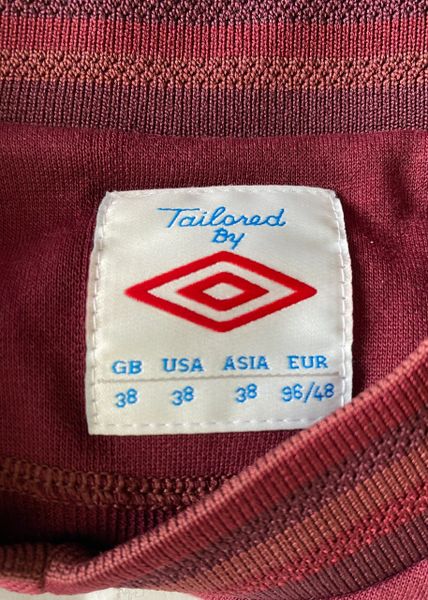 Tailored
By
GB USA ASIA EUR
38 38 38 96/48